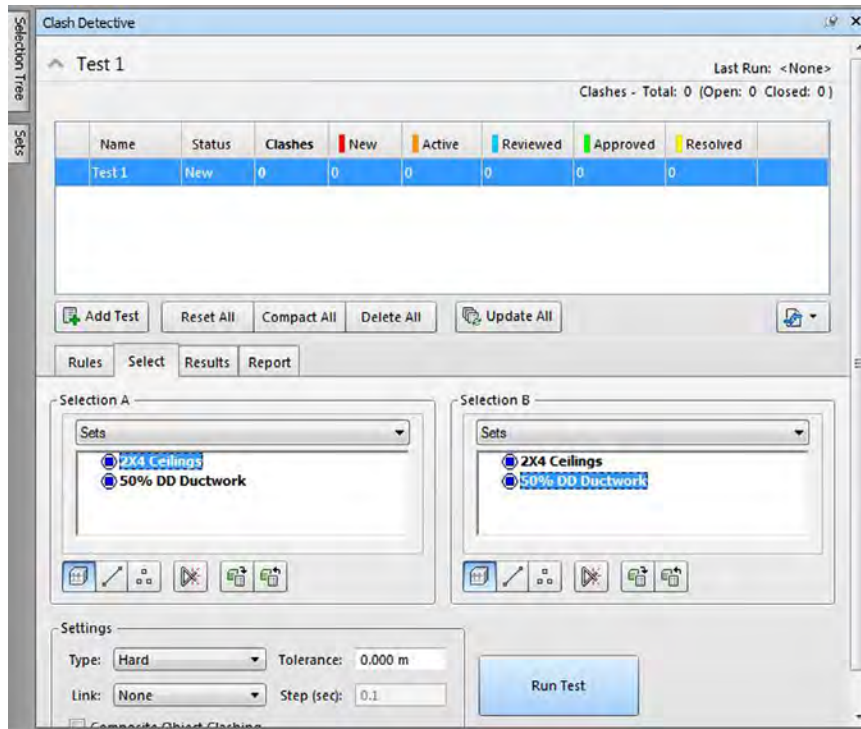 Clash Detective
Selection Tree
Sets
Test 1
Last Run: <None>
Clashes - Total: 0 (Open: 0 Closed: 0)
Name Status Clashes New Active Reviewed Approved Resolved
Test 1 New 0 0 0 0 0 0
Add Test Reset All Compact All Delete All Update All
Rules Select Results Report
Selection A
Sets
2X4 Ceilings
50% DD Ductwork
Selection B
Sets
2X4 Ceilings
50% DD Ductwork
Settings
Type: Hard Tolerance: 0.000 m
Link: None Step (sec): 0.1
Composite Object Clashing
Run Test